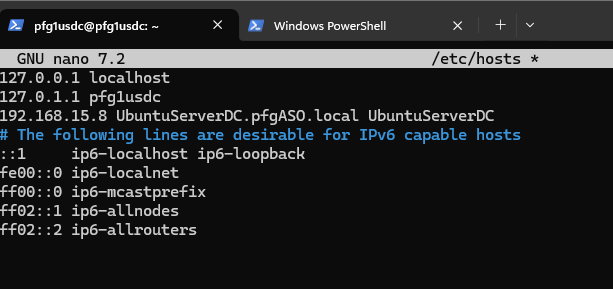 pfg1usdc@pfg1usdc: ~
Windows PowerShell
GNU nano 7.2 /etc/hosts *
127.0.0.1 localhost
127.0.1.1 pfg1usdc
192.168.15.8 UbuntuServerDC.pfgASO.local UbuntuServerDC
# The following lines are desirable for IPv6 capable hosts
::1     ip6-localhost ip6-loopback
fe00::0 ip6-localnet
ff00::0 ip6-mcastprefix
ff02::1 ip6-allnodes
ff02::2 ip6-allrouters